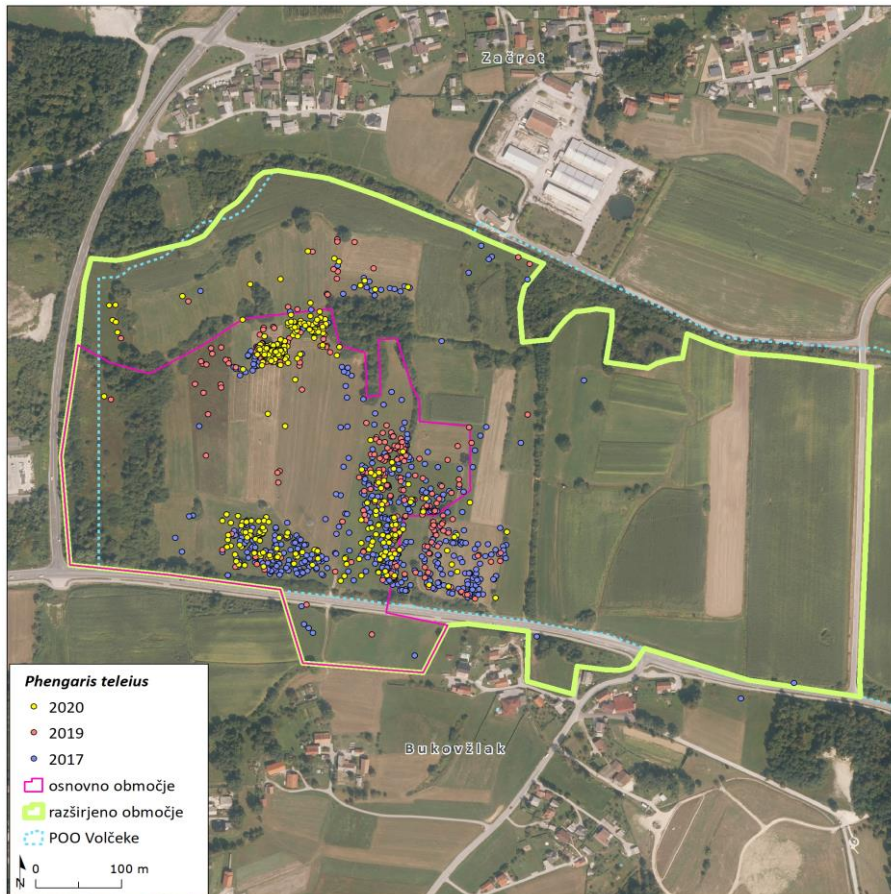 Začret
Bukovžlak
Phengaris teleius
2020
2019
2017
osnovno območje
razširjeno območje
POO Volčeke
0 100 m
N